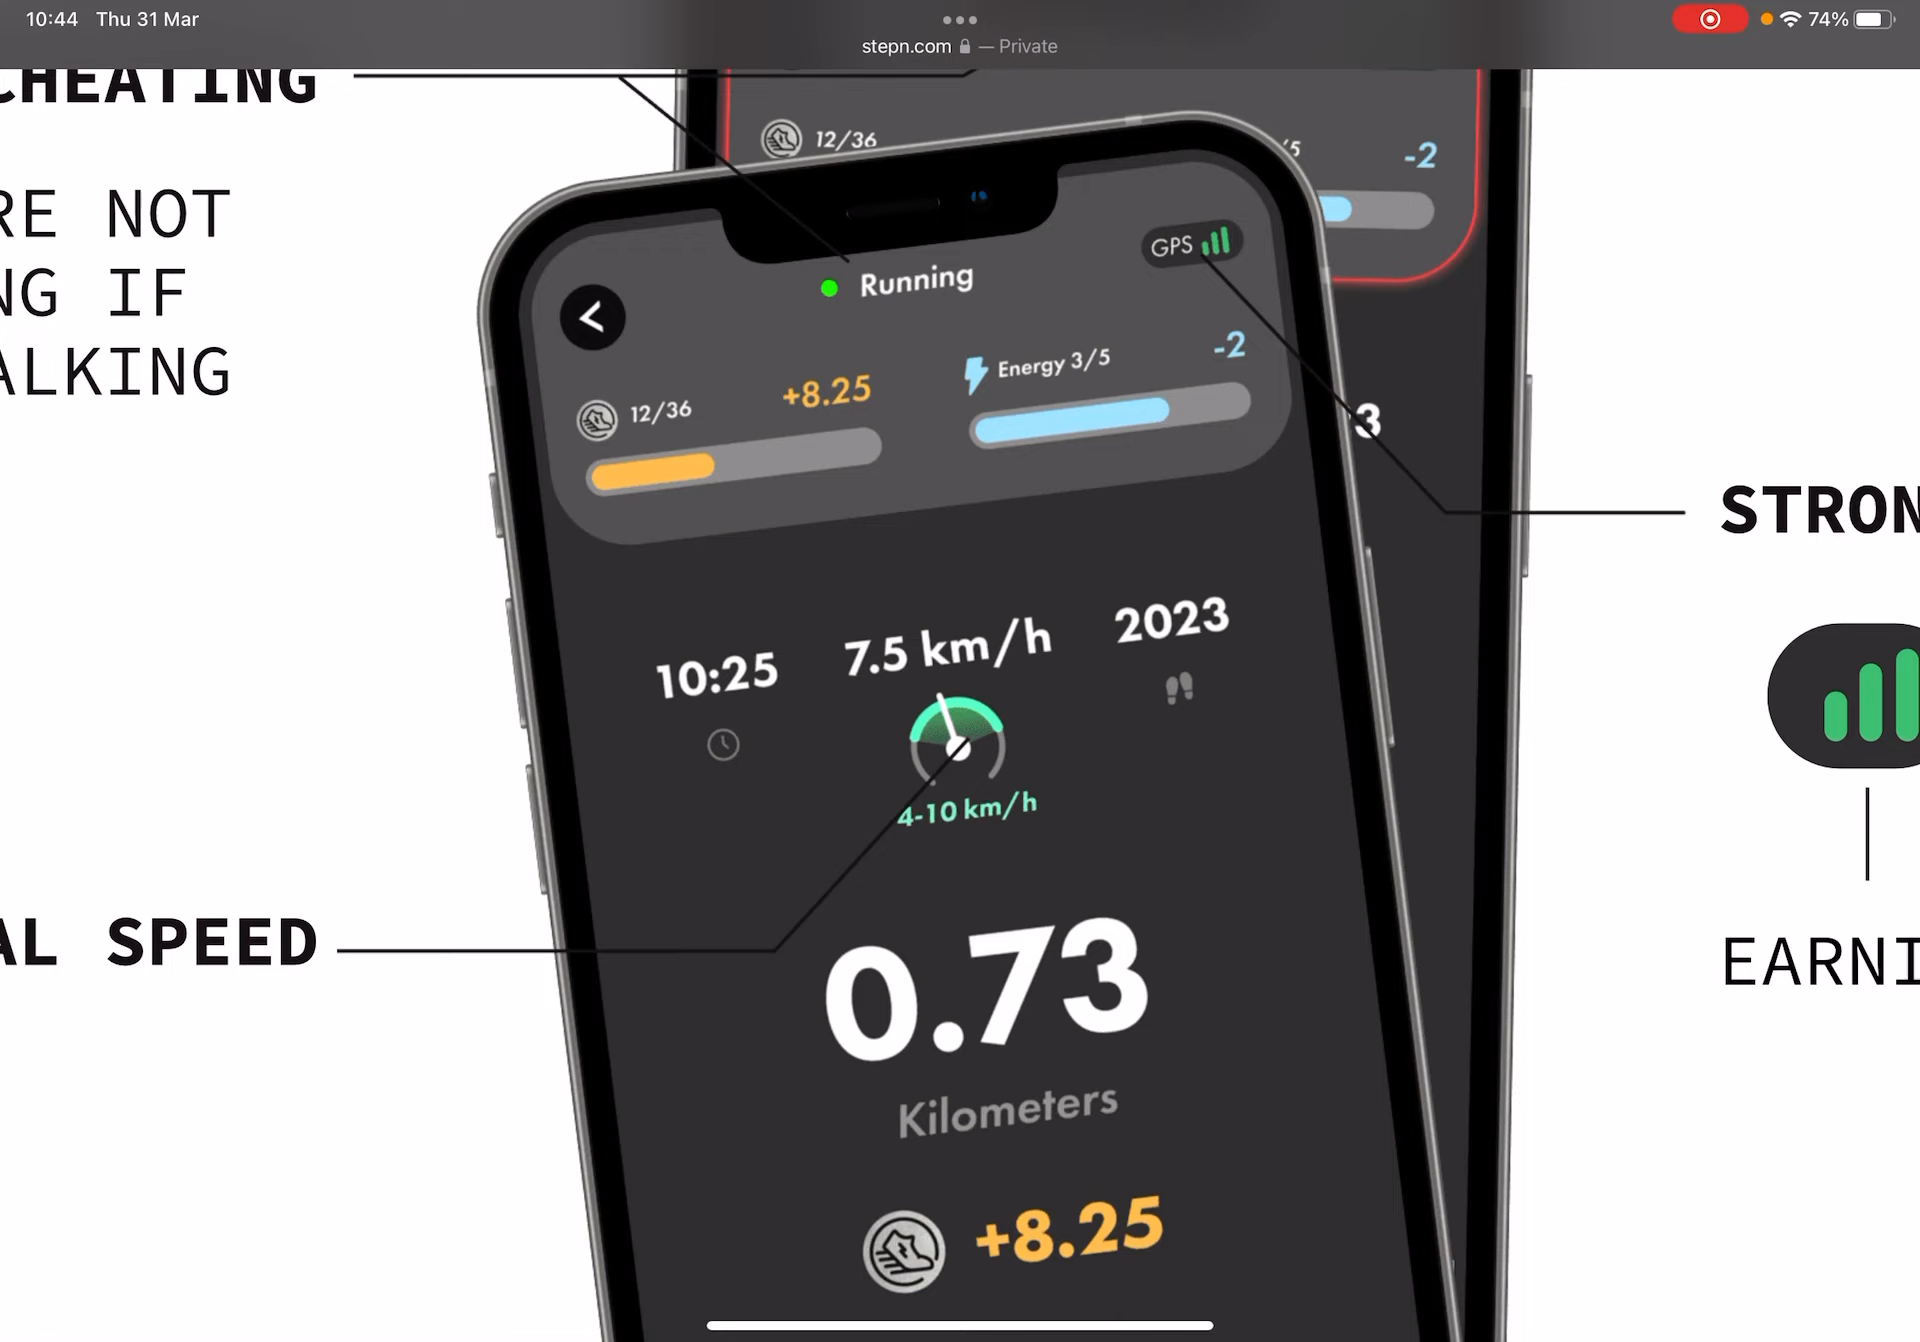 10:44 Thu 31 Mar
74%
stepn.com — Private
CHEATING
12/36
/5 -2
RE NOT
NG IF
ALKING
GPS
Running
12/36 +8.25
Energy 3/5 -2
3
STRON
10:25 7.5 km/h 2023
4-10 km/h
AL SPEED
0.73
Kilometers
EARNI
+8.25